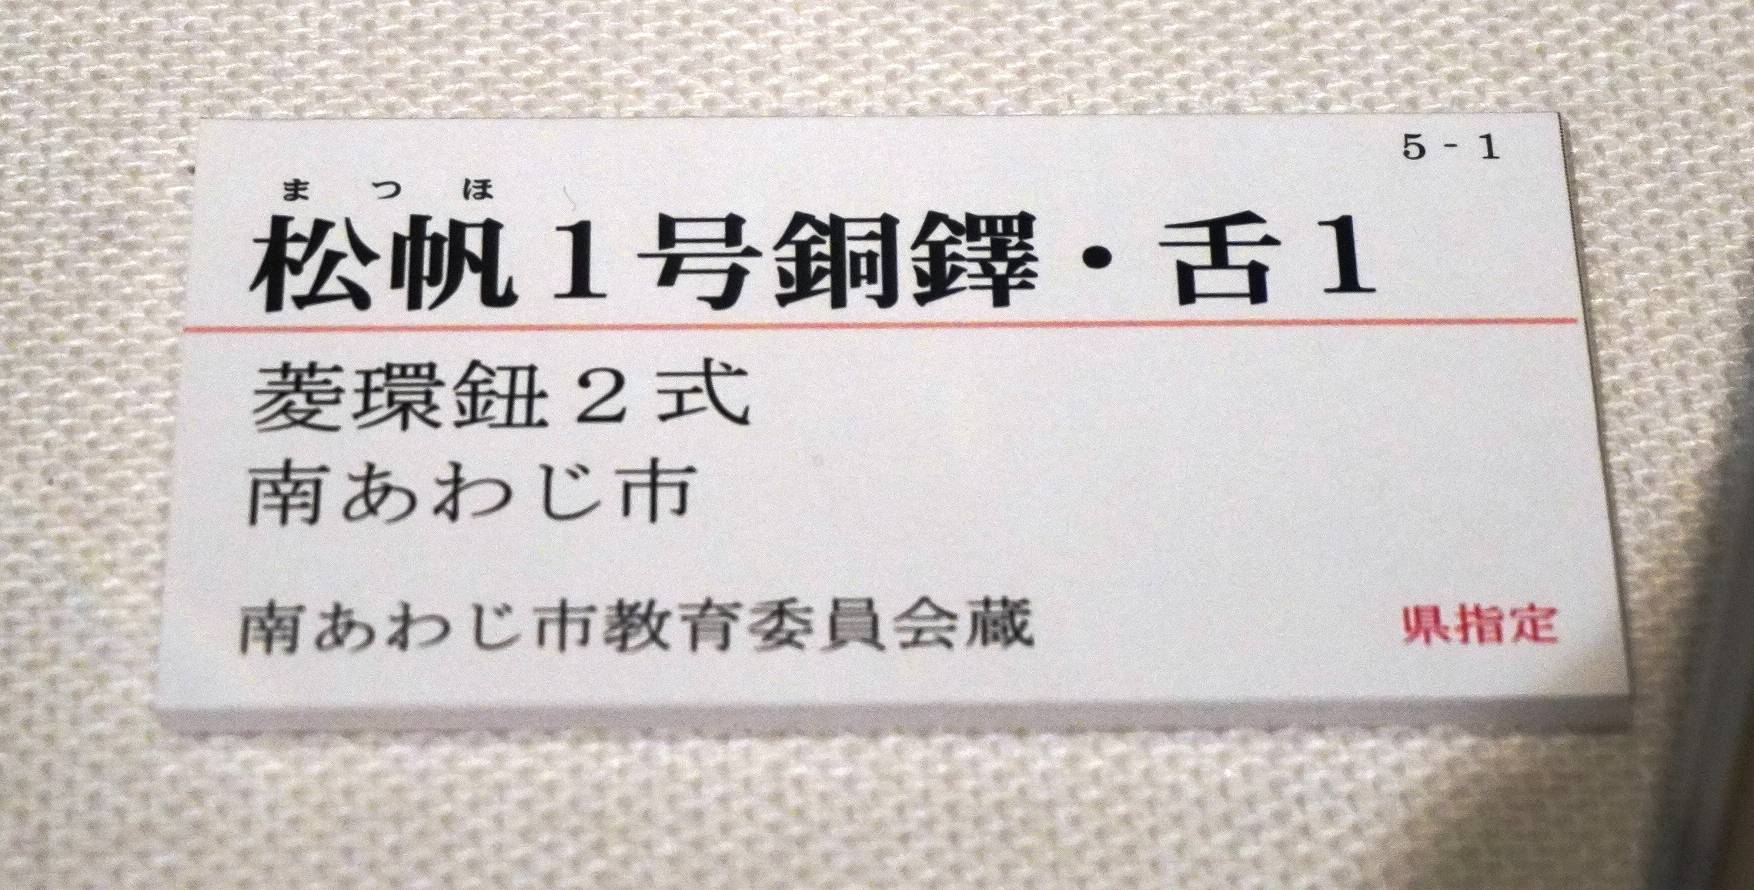 5-1
まつほ
松帆1号銅鐸・舌1
菱環鈕2式
南あわじ市
南あわじ市教育委員会蔵
県指定